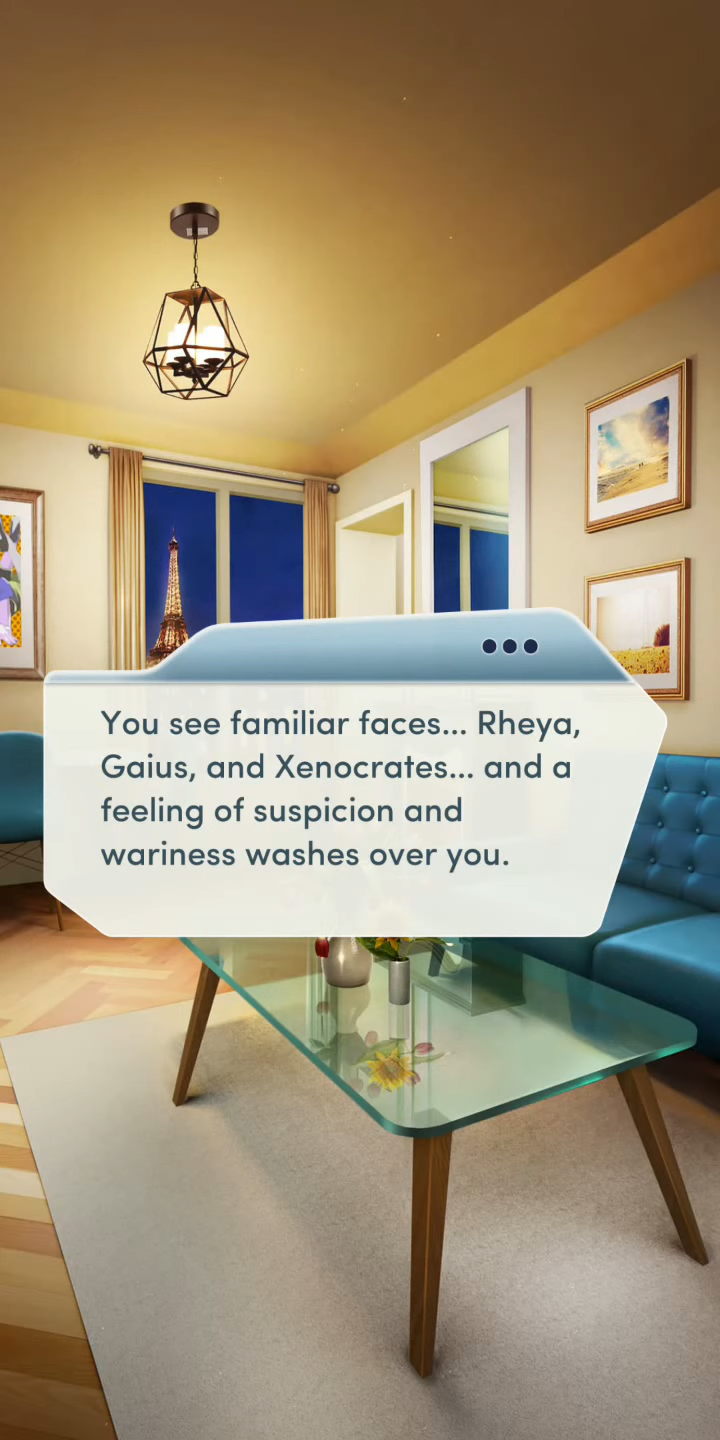 You see familiar faces... Rheya,
Gaius, and Xenocrates... and a
feeling of suspicion and
wariness washes over you.